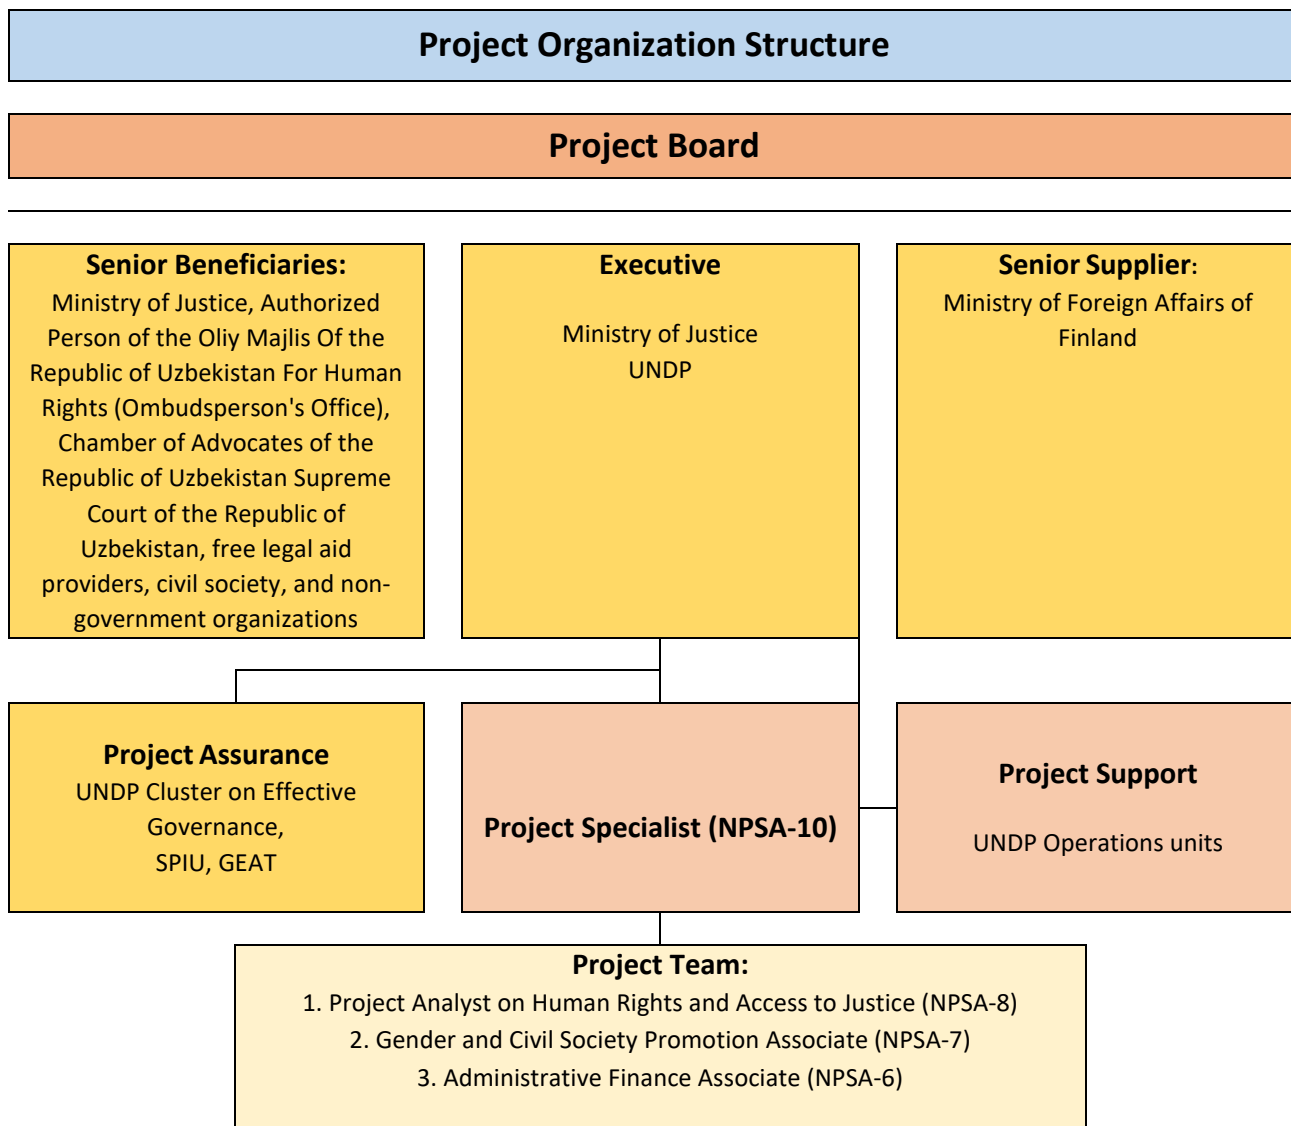 Project Organization Structure
Project Board
Senior Beneficiaries:
Ministry of Justice, Authorized
Person of the Oliy Majlis Of the
Republic of Uzbekistan For Human
Rights (Ombudsperson's Office),
Chamber of Advocates of the
Republic of Uzbekistan Supreme
Court of the Republic of
Uzbekistan, free legal aid
providers, civil society, and non-
government organizations
Executive
Ministry of Justice
UNDP
Senior Supplier:
Ministry of Foreign Affairs of
Finland
Project Assurance
UNDP Cluster on Effective
Governance,
SPIU, GEAT
Project Specialist (NPSA-10)
Project Support
UNDP Operations units
Project Team:
1. Project Analyst on Human Rights and Access to Justice (NPSA-8)
2. Gender and Civil Society Promotion Associate (NPSA-7)
3. Administrative Finance Associate (NPSA-6)